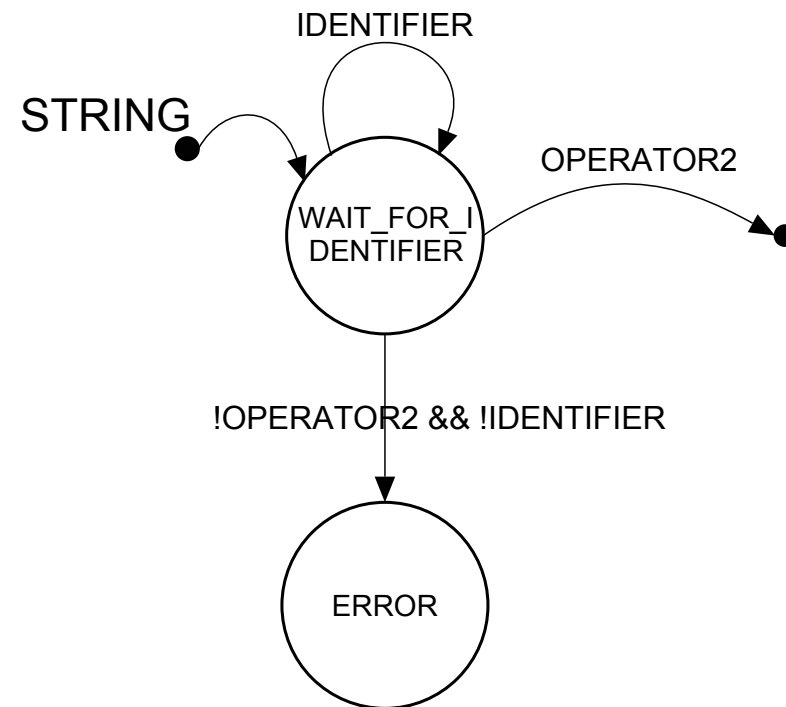 IDENTIFIER
STRING
OPERATOR2
WAIT_FOR_I
DENTIFIER
!OPERATOR2 && !IDENTIFIER
ERROR